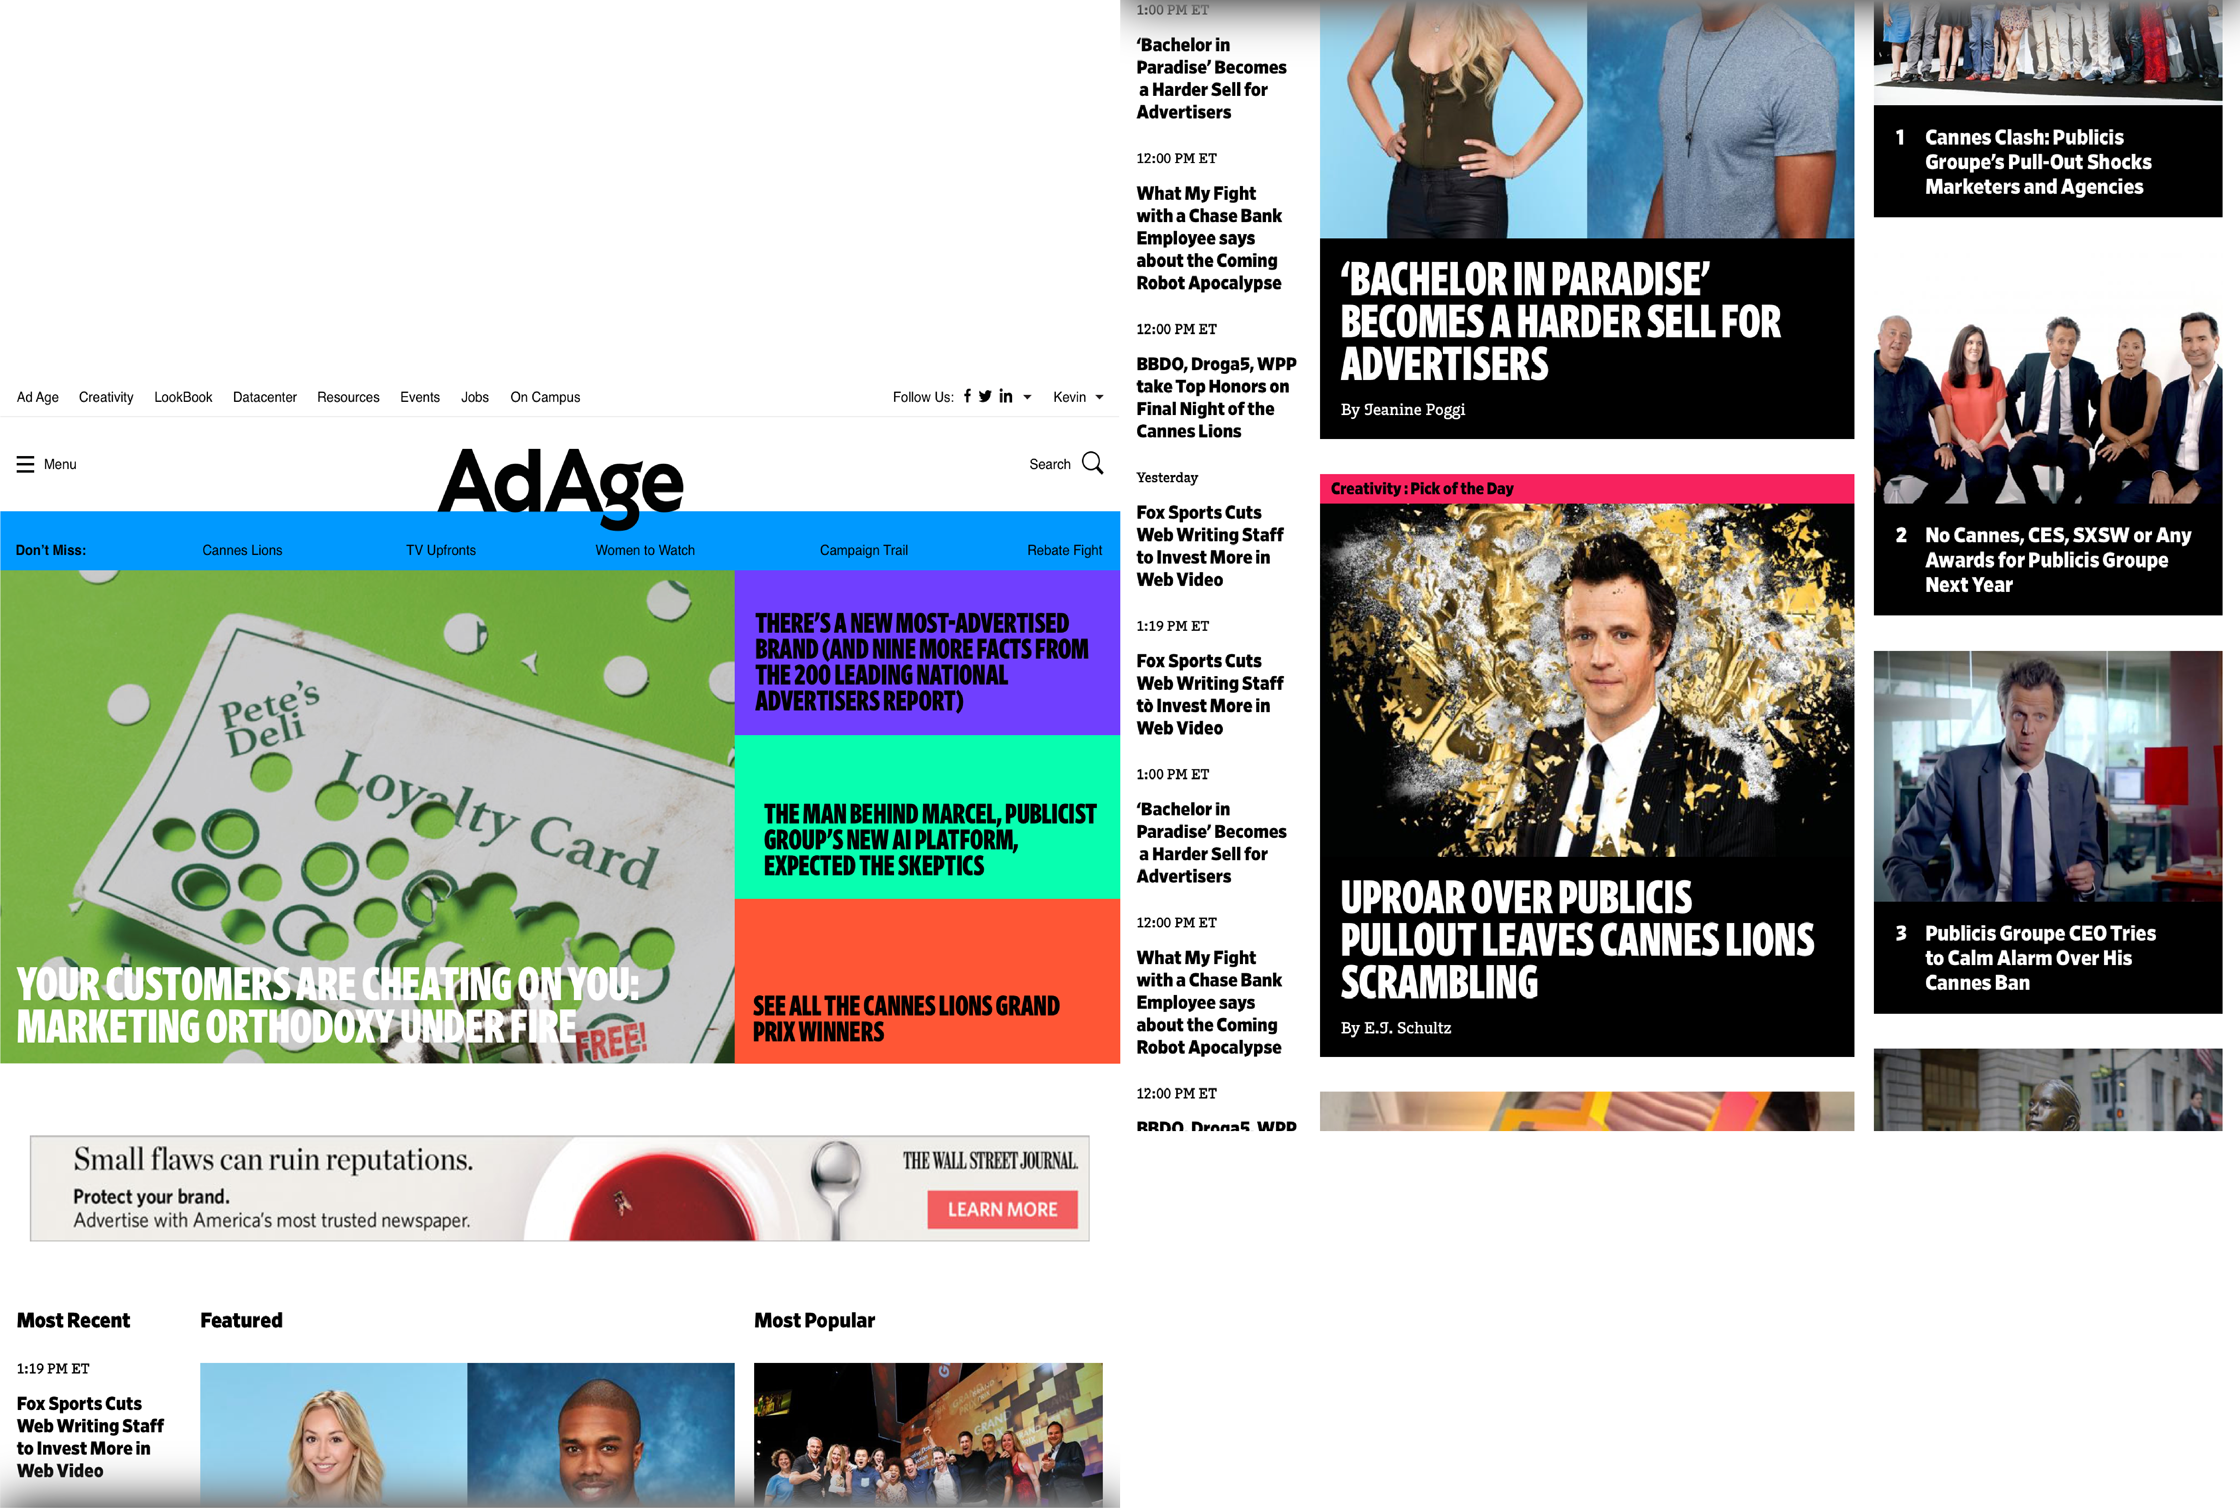 Ad Age Creativity LookBook Datacenter Resources Events Jobs On Campus
Follow Us: Kevin
Menu
AdAge
Search
Don't Miss: Cannes Lions TV Upfronts Women to Watch Campaign Trail Rebate Fight
Pete's
Deli
Loyalty Card
FREE!
YOUR CUSTOMERS ARE CHEATING ON YOU:
MARKETING ORTHODOXY UNDER FIRE
THERE'S A NEW MOST-ADVERTISED
BRAND (AND NINE MORE FACTS FROM
THE 200 LEADING NATIONAL
ADVERTISERS REPORT)
THE MAN BEHIND MARCEL, PUBLICIST
GROUP'S NEW AI PLATFORM,
EXPECTED THE SKEPTICS
SEE ALL THE CANNES LIONS GRAND
PRIX WINNERS
Small flaws can ruin reputations.
Protect your brand.
Advertise with America's most trusted newspaper.
THE WALL STREET JOURNAL.
LEARN MORE
Most Recent
1:19 PM ET
Fox Sports Cuts
Web Writing Staff
to Invest More in
Web Video
Featured
Most Popular
GRAND
PRIX
GRAND
1:00 PM ET
‘Bachelor in
Paradise’ Becomes
a Harder Sell for
Advertisers
12:00 PM ET
What My Fight
with a Chase Bank
Employee says
about the Coming
Robot Apocalypse
12:00 PM ET
BBDO, Droga5, WPP
take Top Honors on
Final Night of the
Cannes Lions
Yesterday
Fox Sports Cuts
Web Writing Staff
to Invest More in
Web Video
1:19 PM ET
Fox Sports Cuts
Web Writing Staff
tò Invest More in
Web Video
1:00 PM ET
‘Bachelor in
Paradise’ Becomes
a Harder Sell for
Advertisers
12:00 PM ET
What My Fight
with a Chase Bank
Employee says
about the Coming
Robot Apocalypse
12:00 PM ET
BBDO, Droga5, WPP
‘BACHELOR IN PARADISE’
BECOMES A HARDER SELL FOR
ADVERTISERS
By Jeanine Poggi
Creativity : Pick of the Day
UPROAR OVER PUBLICIS
PULLOUT LEAVES CANNES LIONS
SCRAMBLING
By E.J. Schultz
1 Cannes Clash: Publicis
Groupe’s Pull-Out Shocks
Marketers and Agencies
2 No Cannes, CES, SXSW or Any
Awards for Publicis Groupe
Next Year
3 Publicis Groupe CEO Tries
to Calm Alarm Over His
Cannes Ban